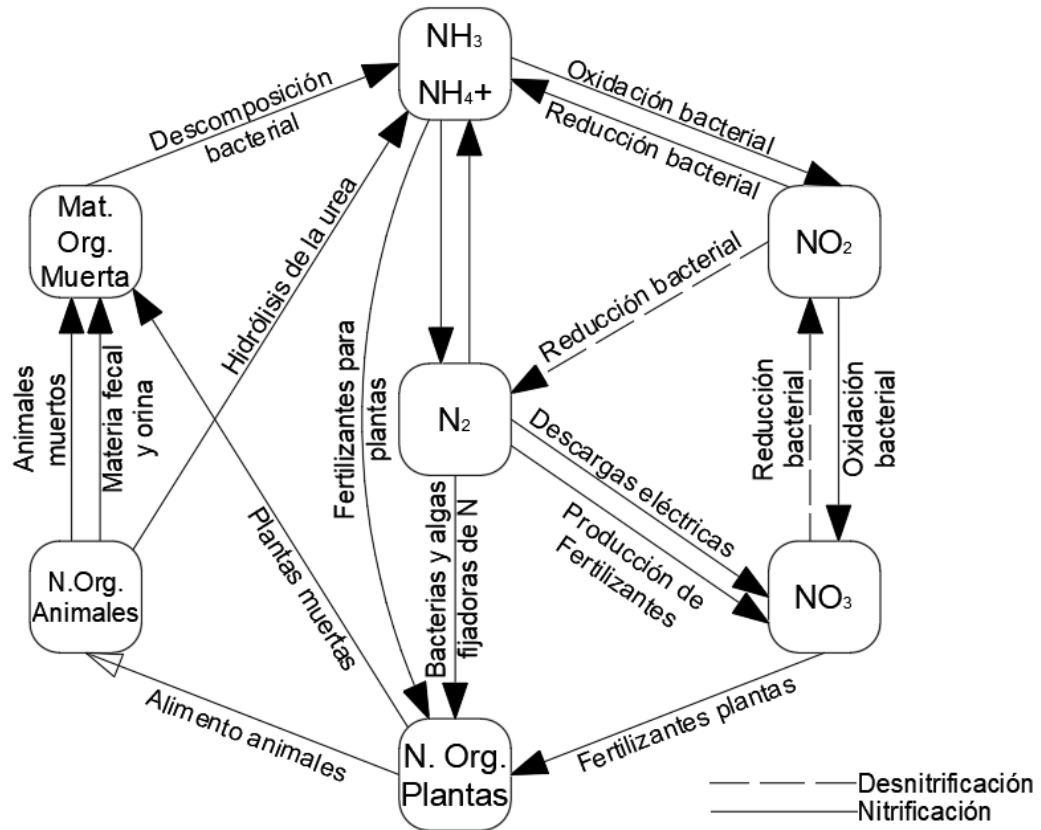 NH₃
NH₄+
Oxidación bacterial
Reducción bacterial
Descomposición
bacterial
Mat.
Org.
Muerta
NO₂
Hidrólisis de la urea
Reducción bacterial
Fertilizantes para
plantas
N₂
Animales
muertos
Materia fecal
y orina
Reducción
bacterial
Oxidación
bacterial
Descargas eléctricas
Producción de
Fertilizantes
Bacterias y algas
fijadoras de N
Plantas muertas
N.Org.
Animales
NO₃
Alimento animales
N. Org.
Plantas
Fertilizantes plantas
Desnitrificación
Nitrificación